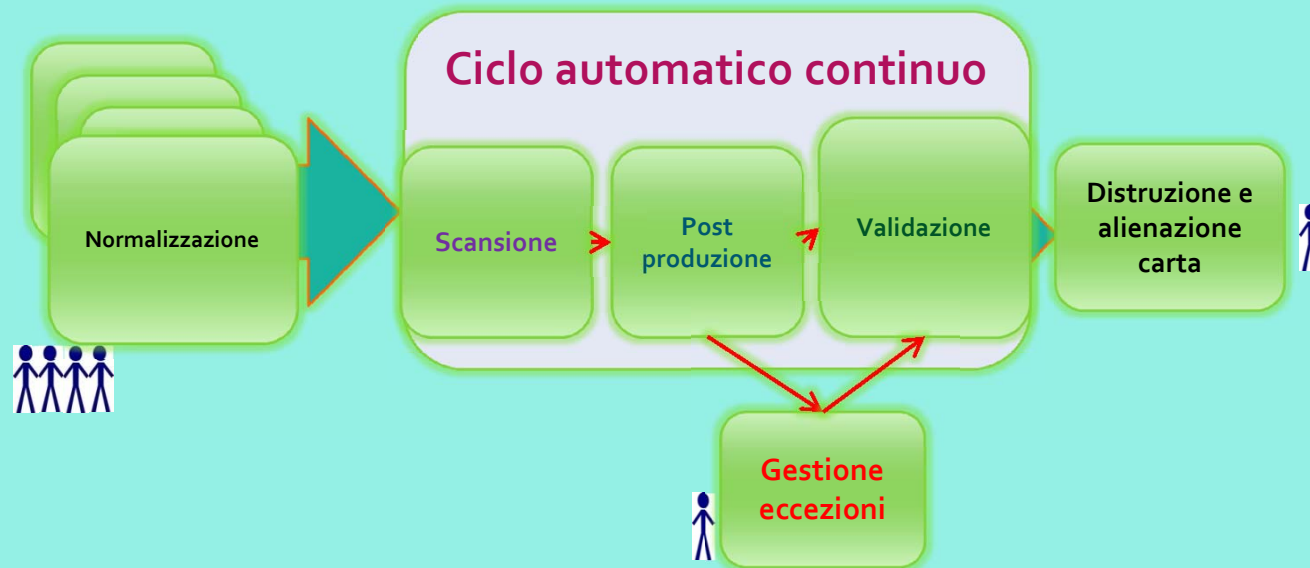 Ciclo automatico continuo
Normalizzazione
Scansione
Post
produzione
Validazione
Distruzione e
alienazione
carta
Gestione
eccezioni